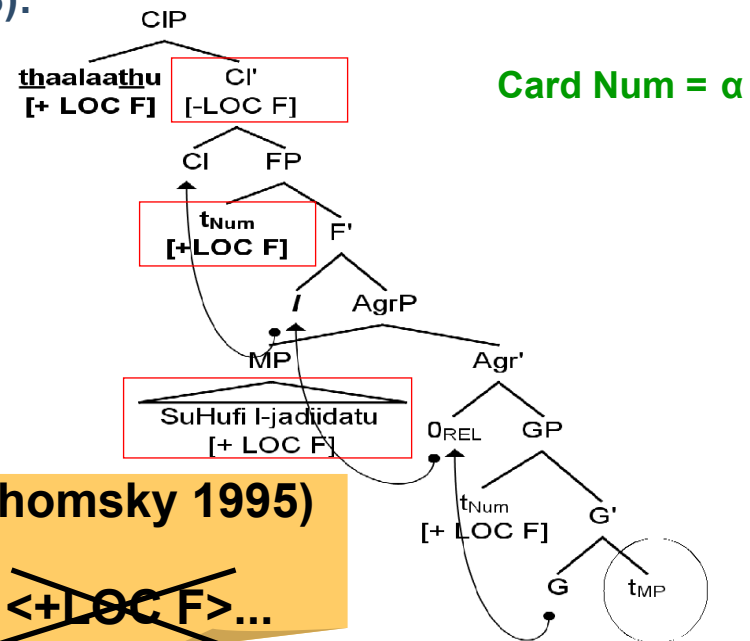 ).
ClP
thaalaathu
[+ LOC F]
Cl'
[-LOC F]
Card Num = α
Cl
FP
tNum
[+LOC F]
F'
l
AgrP
MP
Agr'
SuHufi l-jadiidatu
[+ LOC F]
0REL
GP
tNum
[+ LOC F]
G'
G
tMP
homsky 1995)
<+LOC F>...